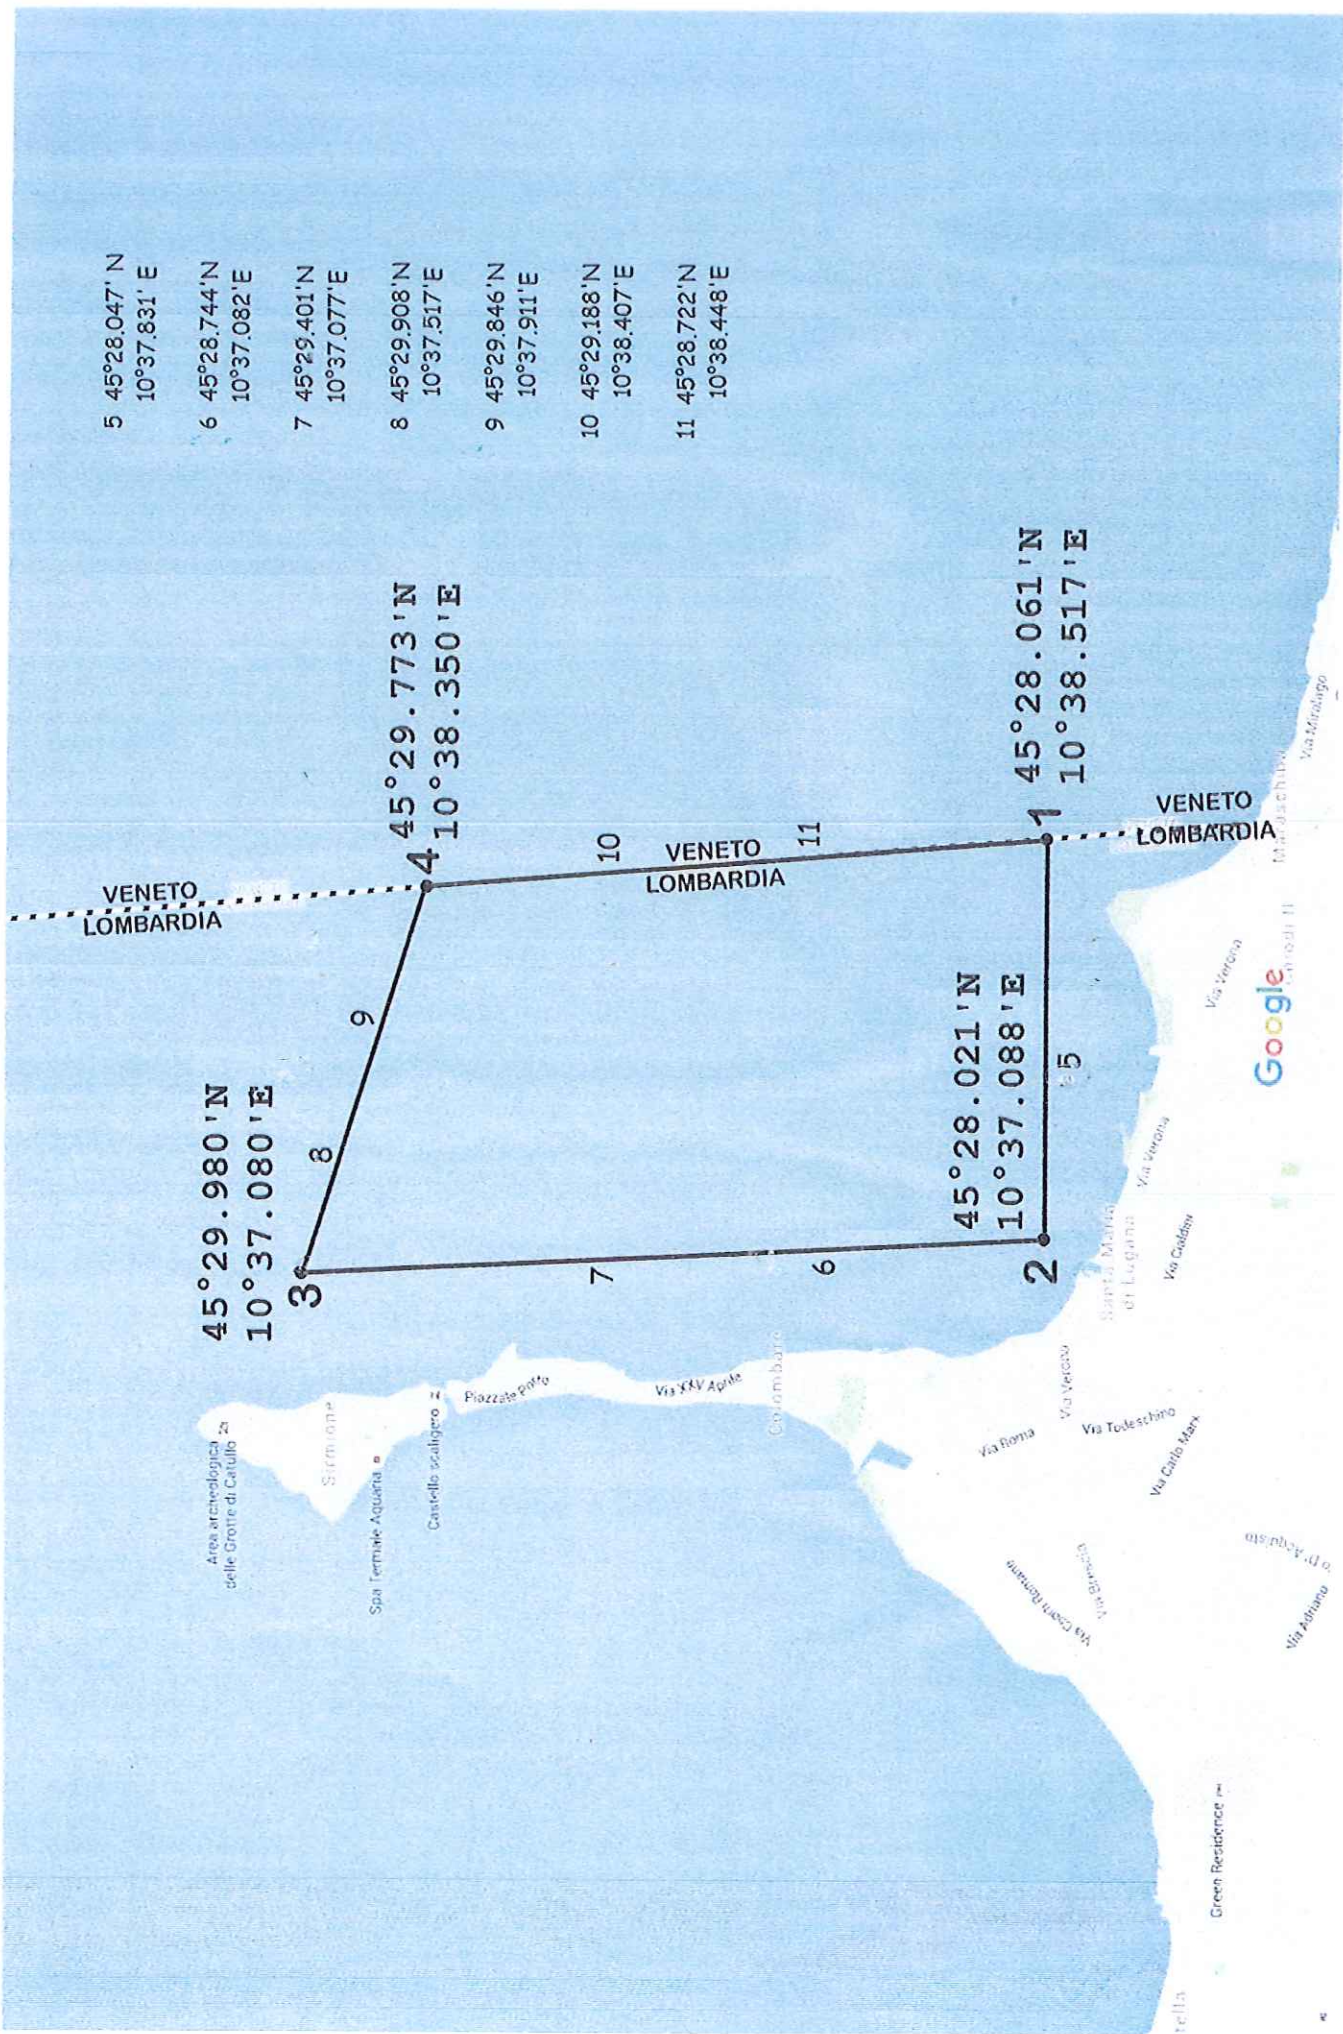 VENETO
LOMBARDIA
5 45°28.047' N
10°37.831' E
6 45°28.744'N
10°37.082'E
7 45°29.401'N
10°37.077'E
8 45°29.908'N
10°37.517'E
9 45°29.846'N
10°37.911'E
10 45°29.188'N
10°38.407'E
11 45°28.722'N
10°38.448'E
45°29.980'N
10°37.080'E
3
8
9
4 45°29.773'N
10°38.350'E
7
6
10
11
VENETO
LOMBARDIA
45°28.021'N
10°37.088'E
2
5
1 45°28.061'N
10°38.517'E
VENETO
LOMBARDIA
Area archeologica
delle Grotte di Catullo
Sirmione
Spa Termale Aquaria
Castello scaligero
Piazzale Porto
Via XXV Aprile
Colombare
Via Roma
Via Verona
Via Todeschino
Via Carlo Marx
Santa Maria
di Lugana
Via Cialdini
Via Verona
Via Verona
Google
Via Miralago
Via Brescia
Via Adriano
Green Residence